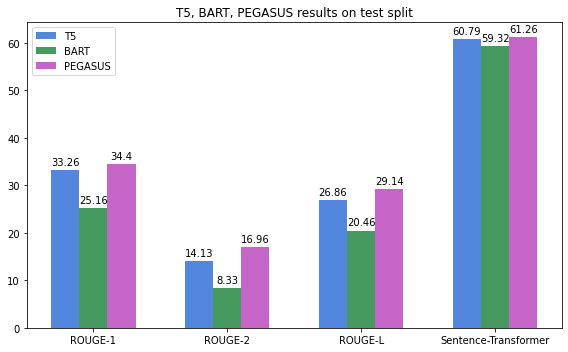 T5, BART, PEGASUS results on test split
T5
BART
PEGASUS
60
50
40
30
20
10
0
33.26
25.16
34.4
14.13
8.33
16.96
26.86
20.46
29.14
60.79
59.32
61.26
ROUGE-1
ROUGE-2
ROUGE-L
Sentence-Transformer